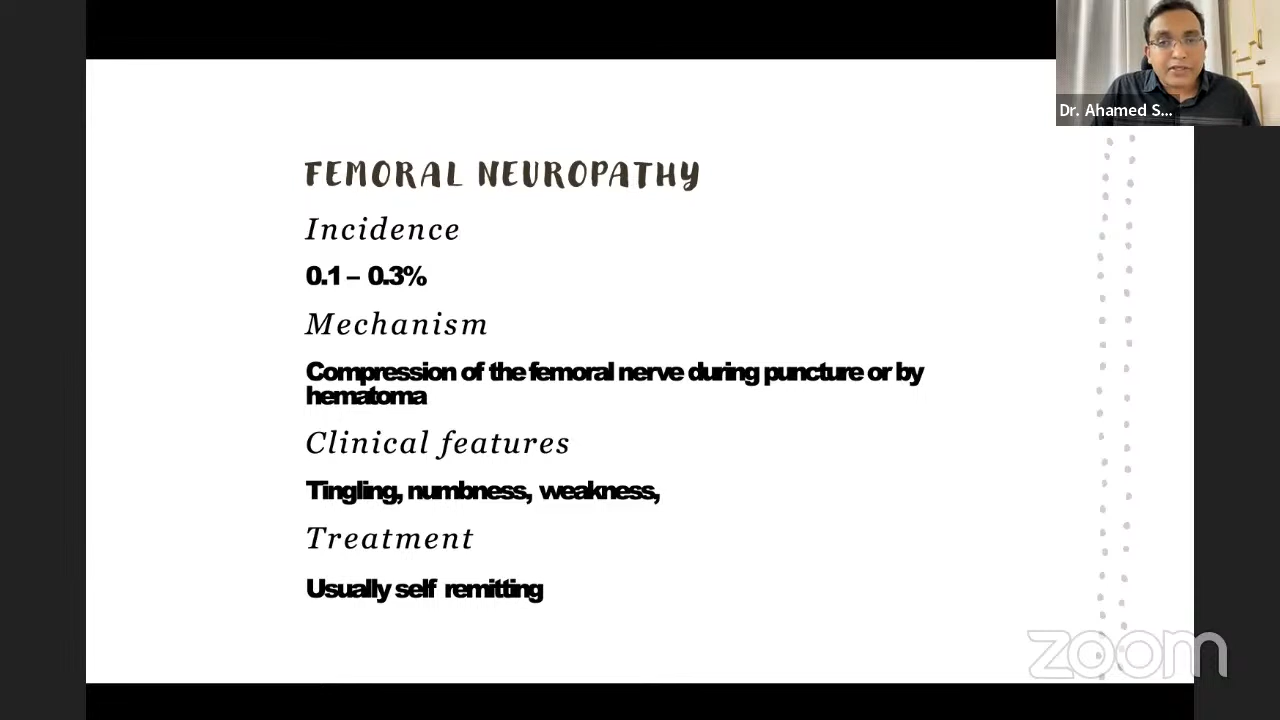 Dr. Ahamed S...
FEMORAL NEUROPATHY
Incidence
0.1 – 0.3%
Mechanism
Compression of the femoral nerve during puncture or by
hematoma
Clinical features
Tingling, numbness, weakness,
Treatment
Usually self remitting
zoom